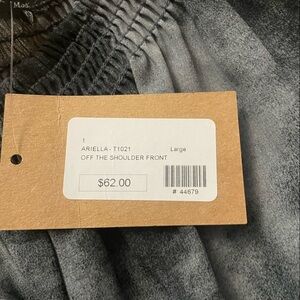 1
ARIELLA - T1021 Large
OFF THE SHOULDER FRONT
$62.00
# 44679